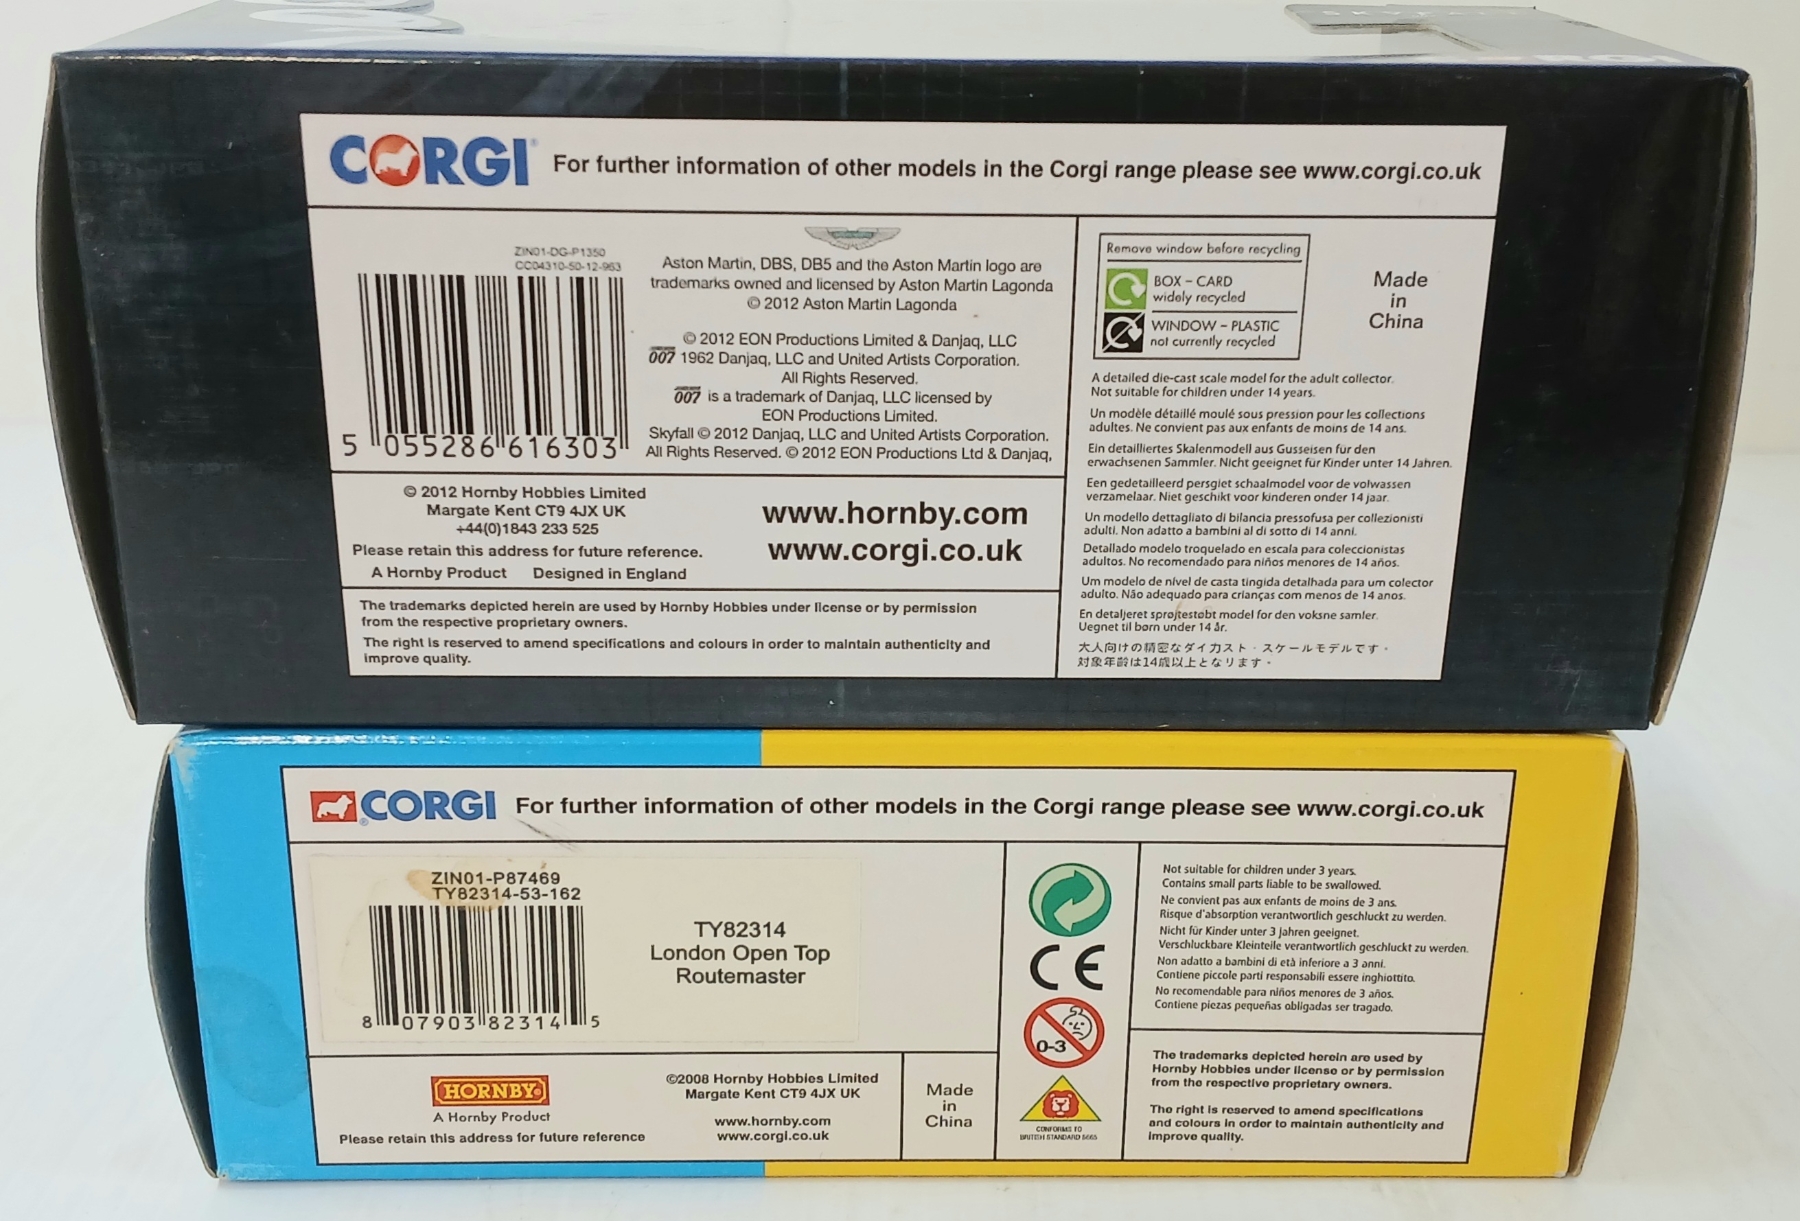 CORGI For further information of other models in the Corgi range please see www.corgi.co.uk
ZIN01-DG-P1350
CC04310-50-12-963
5 055286 616303
Aston Martin, DBS, DB5 and the Aston Martin logo are
trademarks owned and licensed by Aston Martin Lagonda
© 2012 Aston Martin Lagonda
© 2012 EON Productions Limited & Danjaq, LLC
007 1962 Danjaq, LLC and United Artists Corporation.
All Rights Reserved.
007 is a trademark of Danjaq, LLC licensed by
EON Productions Limited.
Skyfall © 2012 Danjaq, LLC and United Artists Corporation.
All Rights Reserved. © 2012 EON Productions Ltd & Danjaq,
© 2012 Hornby Hobbies Limited
Margate Kent CT9 4JX UK
+44(0)1843 233 525
Please retain this address for future reference.
A Hornby Product Designed in England
www.hornby.com
www.corgi.co.uk
The trademarks depicted herein are used by Hornby Hobbies under license or by permission
from the respective proprietary owners.
The right is reserved to amend specifications and colours in order to maintain authenticity and
improve quality.
Remove window before recycling
BOX – CARD
widely recycled
WINDOW – PLASTIC
not currently recycled
Made
in
China
A detailed die-cast scale model for the adult collector.
Not suitable for children under 14 years.
Un modèle détaillé moulé sous pression pour les collections
adultes. Ne convient pas aux enfants de moins de 14 ans.
Ein detailliertes Skalenmodell aus Gusseisen für den
erwachsenen Sammler. Nicht geeignet für Kinder unter 14 Jahren.
Een gedetailleerd persgiet schaalmodel voor de volwassen
verzamelaar. Niet geschikt voor kinderen onder 14 jaar.
Un modello dettagliato di bilancia pressofusa per collezionisti
adulti. Non adatto a bambini al di sotto di 14 anni.
Detallado modelo troquelado en escala para coleccionistas
adultos. No recomendado para niños menores de 14 años.
Um modelo de nível de casta tingida detalhada para um colector
adulto. Não adequado para crianças com menos de 14 anos.
En detaljeret sprøjtestøbt model for den voksne samler.
Uegnet til børn under 14 år.
大人向けの精密なダイカスト・スケールモデルです。
対象年齢は14歳以上となります。
CORGI For further information of other models in the Corgi range please see www.corgi.co.uk
ZIN01-P87469
TY82314-53-162
8 07903 82314 5
TY82314
London Open Top
Routemaster
HORNBY
A Hornby Product
Please retain this address for future reference
©2008 Hornby Hobbies Limited
Margate Kent CT9 4JX UK
www.hornby.com
www.corgi.co.uk
Made
in
China
CE
0-3
CONFORMS TO
BRITISH STANDARD 5665
Not suitable for children under 3 years.
Contains small parts liable to be swallowed.
Ne convient pas aux enfants de moins de 3 ans.
Risque d'absorption verantwortlich geschluckt zu werden.
Nicht für Kinder unter 3 Jahren geeignet.
Verschluckbare Kleinteile verantwortlich geschluckt zu werden.
Non adatto a bambini di età inferiore a 3 anni.
Contiene piccole parti responsabili essere inghiottito.
No recomendable para niños menores de 3 años.
Contiene piezas pequeñas obligadas ser tragado.
The trademarks depicted herein are used by
Hornby Hobbies under license or by permission
from the respective proprietary owners.
The right is reserved to amend specifications
and colours in order to maintain authenticity and
improve quality.